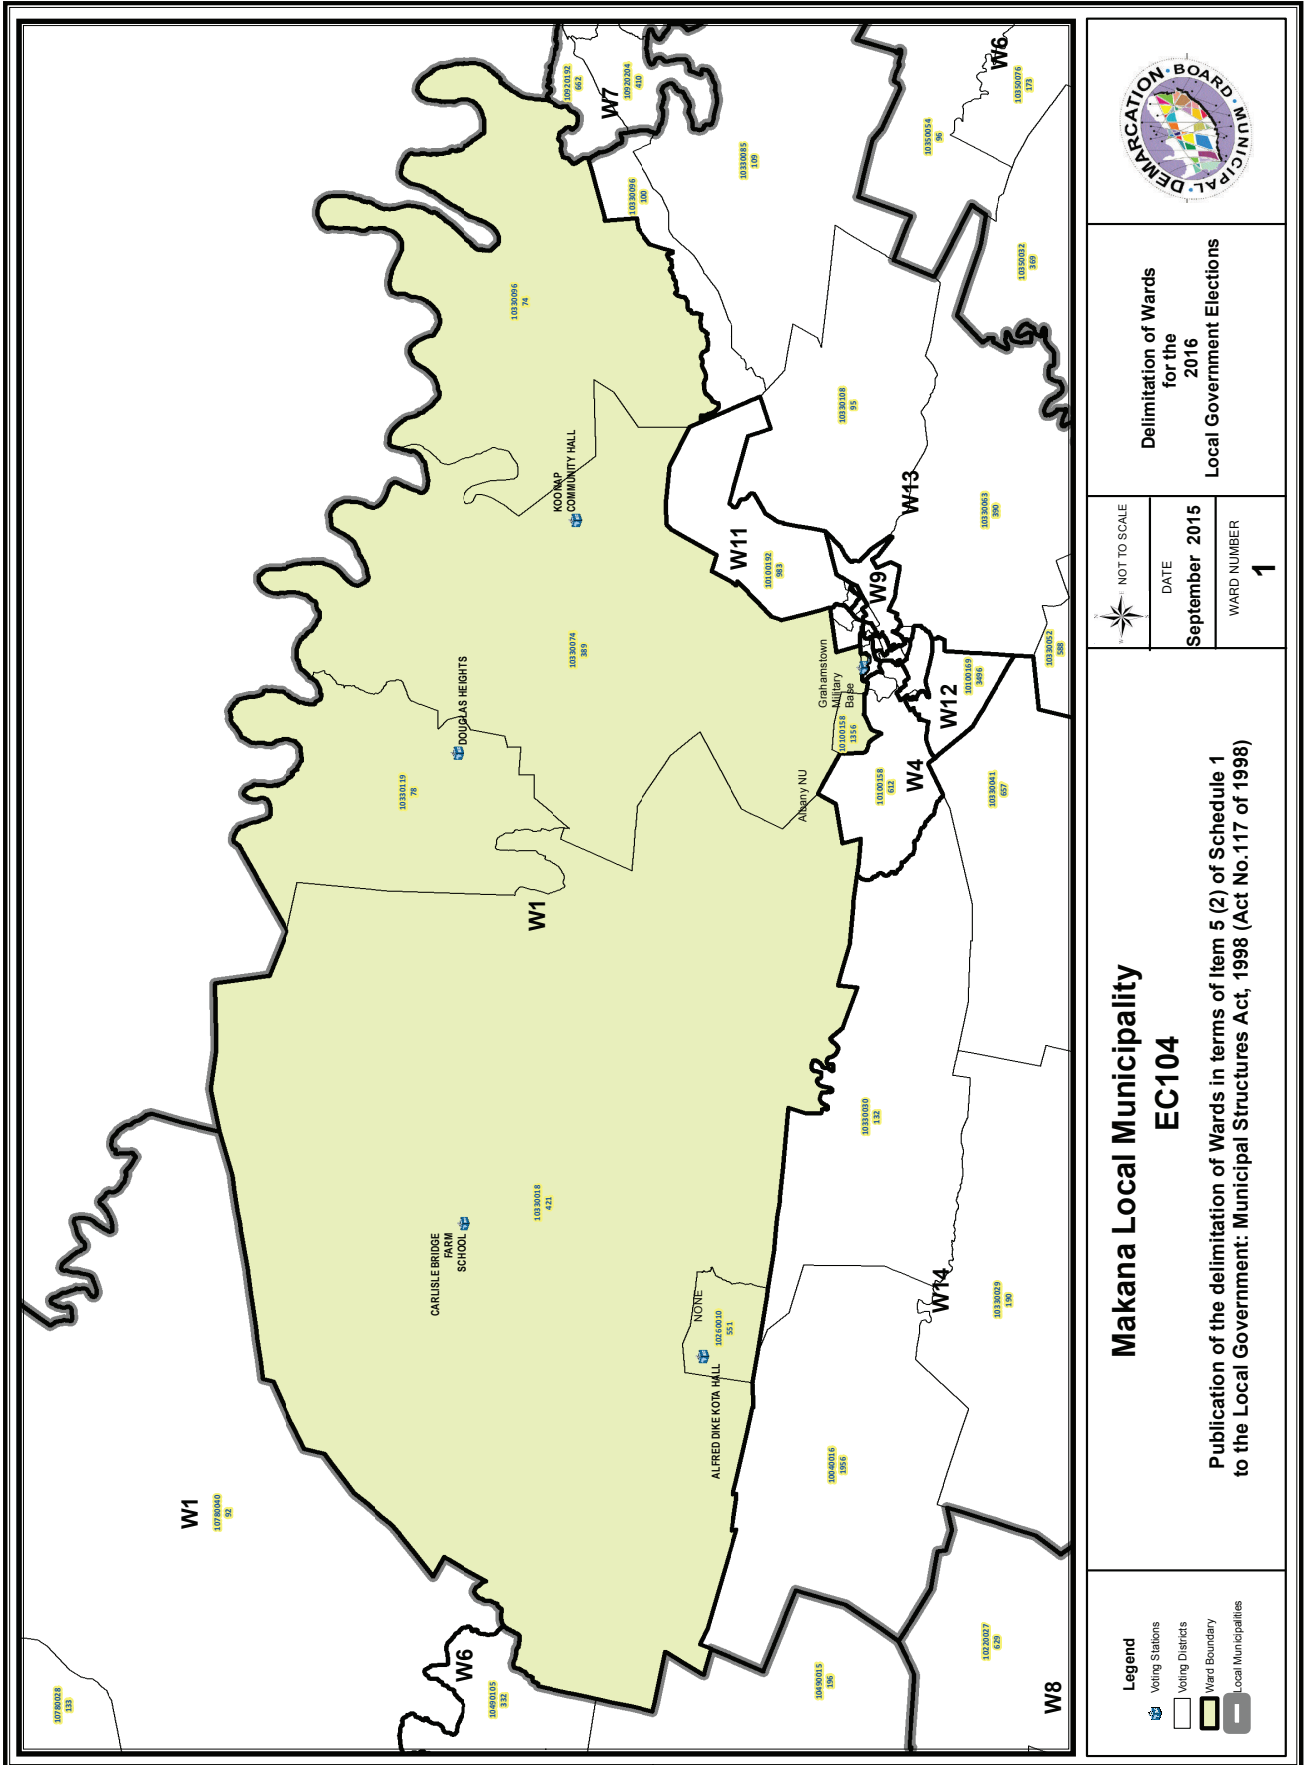 10780028
133
W1
10780040
92
W6
10490105
332
10490015
196
W8
10220027
629
CARLISLE BRIDGE
FARM
SCHOOL
10330018
421
NONE
10260010
551
ALFRED DIKE KOTA HALL
10040016
1956
W14
10330029
190
10330030
132
W1
10330119
78
DOUGLAS HEIGHTS
10330074
389
KOONAP
COMMUNITY HALL
10330096
74
Albany NU
Grahamstown
Military
Base
10100158
1356
10100158
612
W4
10330041
657
W12
10100169
3496
10330052
588
W9
W11
10100192
983
W13
10330063
390
10330108
95
10330096
100
10330085
109
10920192
662
W7
10920204
410
10350054
96
W6
10350076
173
10350032
369
Legend
Voting Stations
Voting Districts
Ward Boundary
Local Municipalities
Makana Local Municipality
EC104
Publication of the delimitation of Wards in terms of Item 5 (2) of Schedule 1
to the Local Government: Municipal Structures Act, 1998 (Act No.117 of 1998)
N
W
E
S
NOT TO SCALE
DATE
September 2015
WARD NUMBER
1
Delimitation of Wards
for the
2016
Local Government Elections
MUNICIPAL • DEMARCATION • BOARD •